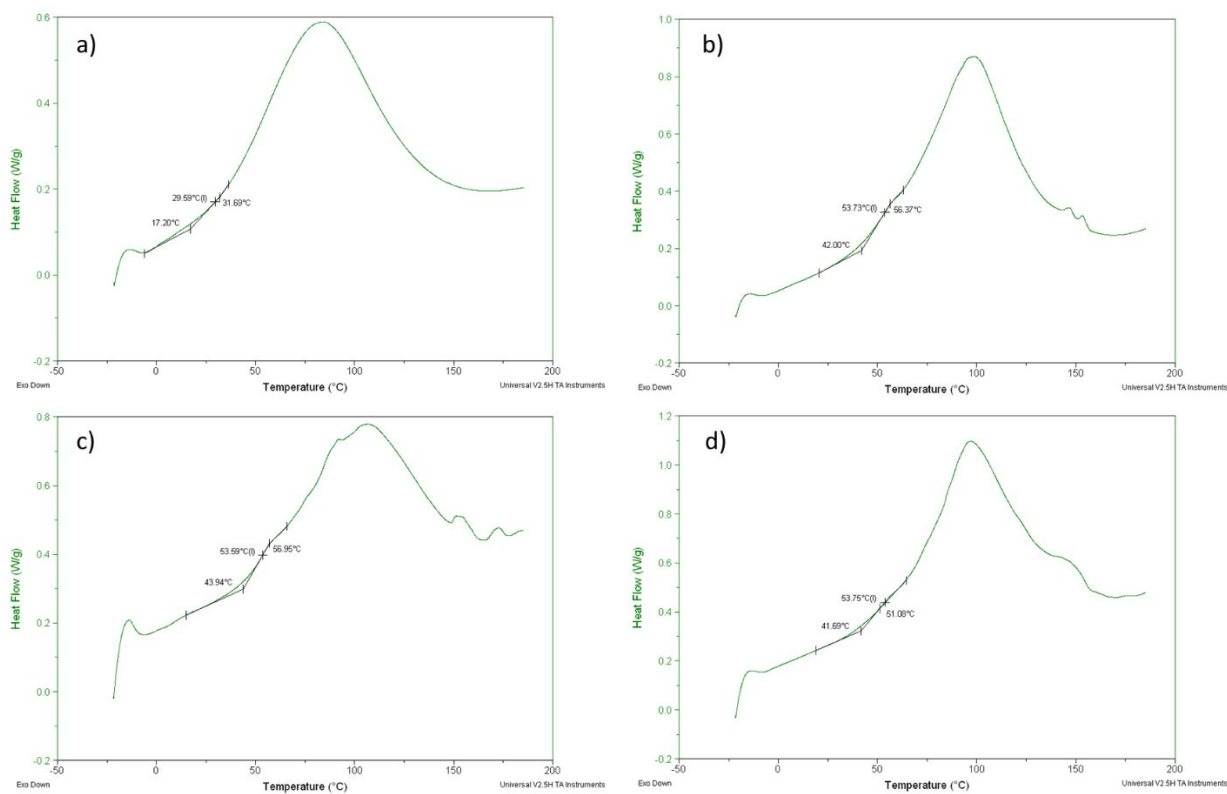 a)
0.6
0.4
0.2
0.0
-0.2
Heat Flow (W/g)
29.59°C(I)
31.69°C
17.20°C
-50
0
50
100
150
200
Exo Down
Temperature (°C)
Universal V2.5H TA Instruments
b)
1.0
0.8
0.6
0.4
0.2
0.0
-0.2
Heat Flow (W/g)
53.73°C(I)
56.37°C
42.00°C
-50
0
50
100
150
200
Exo Down
Temperature (°C)
Universal V2.5H TA Instruments
c)
0.8
0.6
0.4
0.2
0.0
-0.2
Heat Flow (W/g)
53.59°C(I)
56.95°C
43.94°C
-50
0
50
100
150
200
Exo Down
Temperature (°C)
Universal V2.5H TA Instruments
d)
1.2
1.0
0.8
0.6
0.4
0.2
0.0
-0.2
Heat Flow (W/g)
53.75°C(I)
51.08°C
41.69°C
-50
0
50
100
150
200
Exo Down
Temperature (°C)
Universal V2.5H TA Instruments